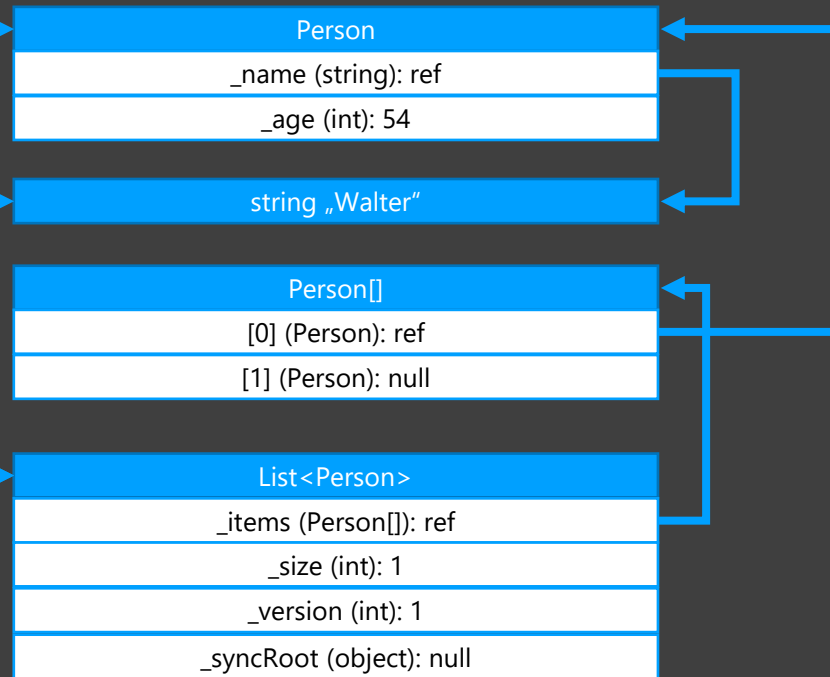 Person
_name (string): ref
_age (int): 54
string „Walter“
Person[]
[0] (Person): ref
[1] (Person): null
List<Person>
_items (Person[]): ref
_size (int): 1
_version (int): 1
_syncRoot (object): null